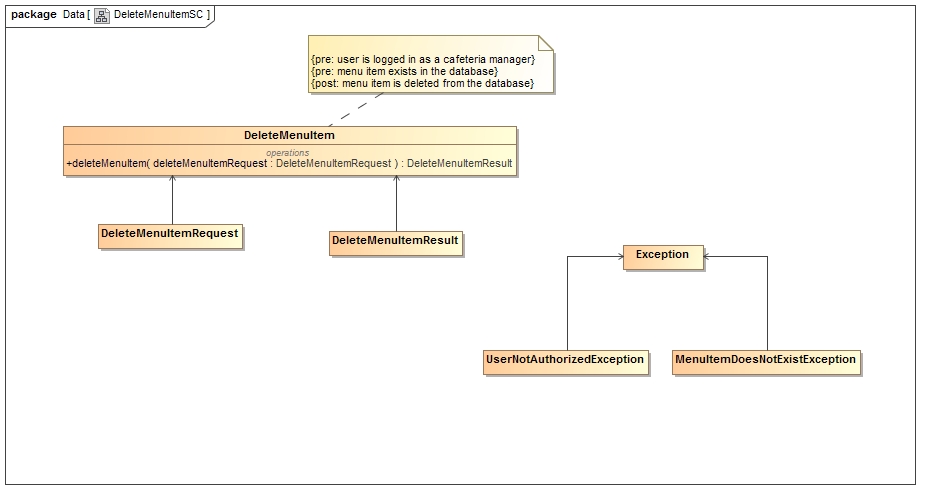 package Data [ DeleteMenuItemSC ]
{pre: user is logged in as a cafeteria manager}
{pre: menu item exists in the database}
{post: menu item is deleted from the database}
DeleteMenuItem
operations
+deleteMenuItem( deleteMenuItemRequest : DeleteMenuItemRequest ) : DeleteMenuItemResult
DeleteMenuItemRequest
DeleteMenuItemResult
Exception
UserNotAuthorizedException
MenuItemDoesNotExistException